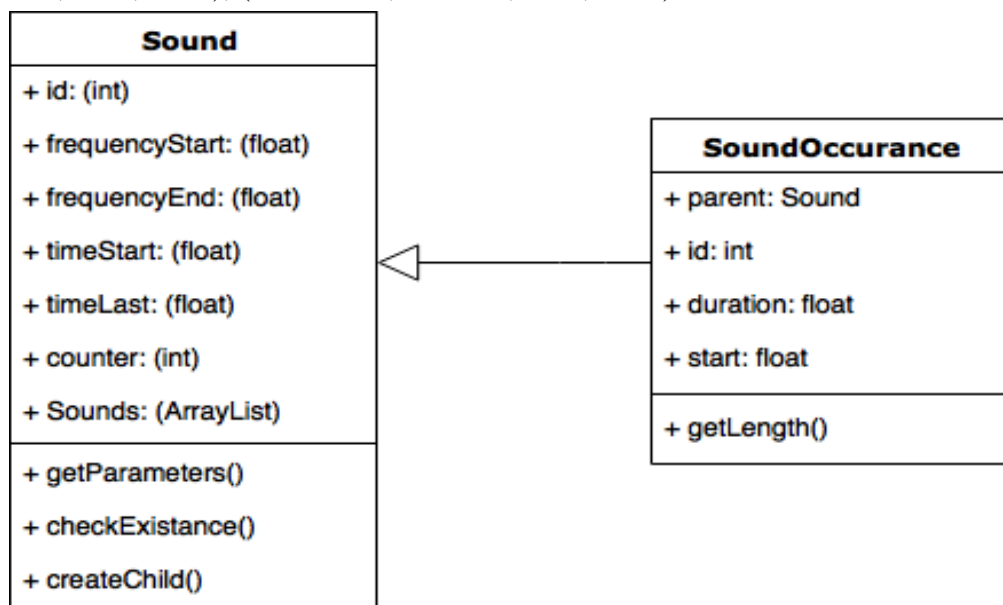 Sound
+ id: (int)
+ frequencyStart: (float)
+ frequencyEnd: (float)
+ timeStart: (float)
+ timeLast: (float)
+ counter: (int)
+ Sounds: (ArrayList)
+ getParameters()
+ checkExistance()
+ createChild()
SoundOccurance
+ parent: Sound
+ id: int
+ duration: float
+ start: float
+ getLength()